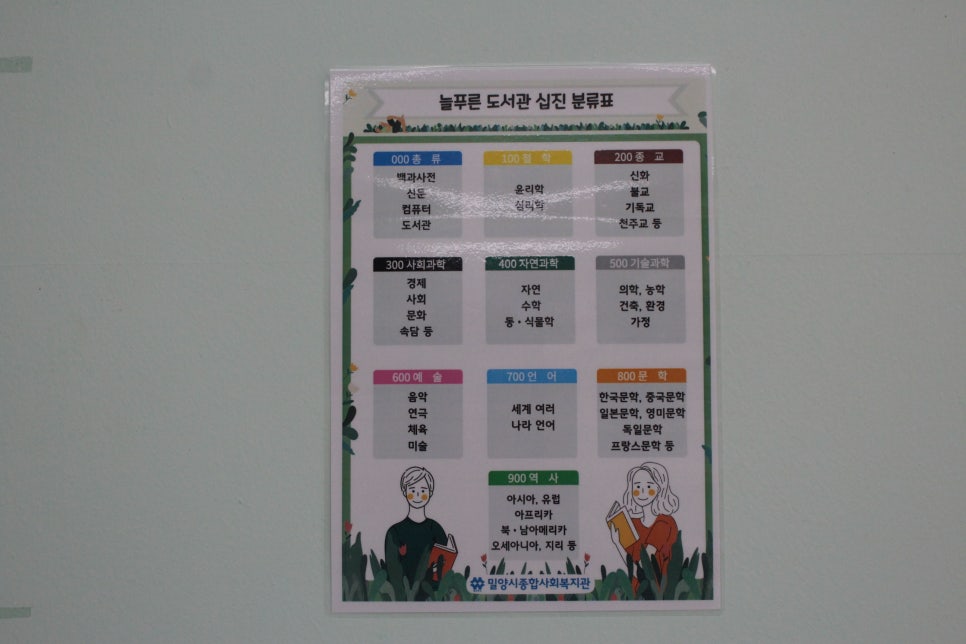 늘푸른 도서관 십진 분류표
000 총 류
백과사전
신문
컴퓨터
도서관
100 철 학
윤리학
심리학
200 종 교
신화
불교
기독교
천주교 등
300 사회과학
경제
사회
문화
속담 등
400 자연과학
자연
수학
동·식물학
500 기술과학
의학, 농학
건축, 환경
가정
600 예 술
음악
연극
체육
미술
700 언 어
세계 여러
나라 언어
800 문 학
한국문학, 중국문학
일본문학, 영미문학
독일문학
프랑스문학 등
900 역 사
아시아, 유럽
아프리카
북·남아메리카
오세아니아, 지리 등
밀양시종합사회복지관